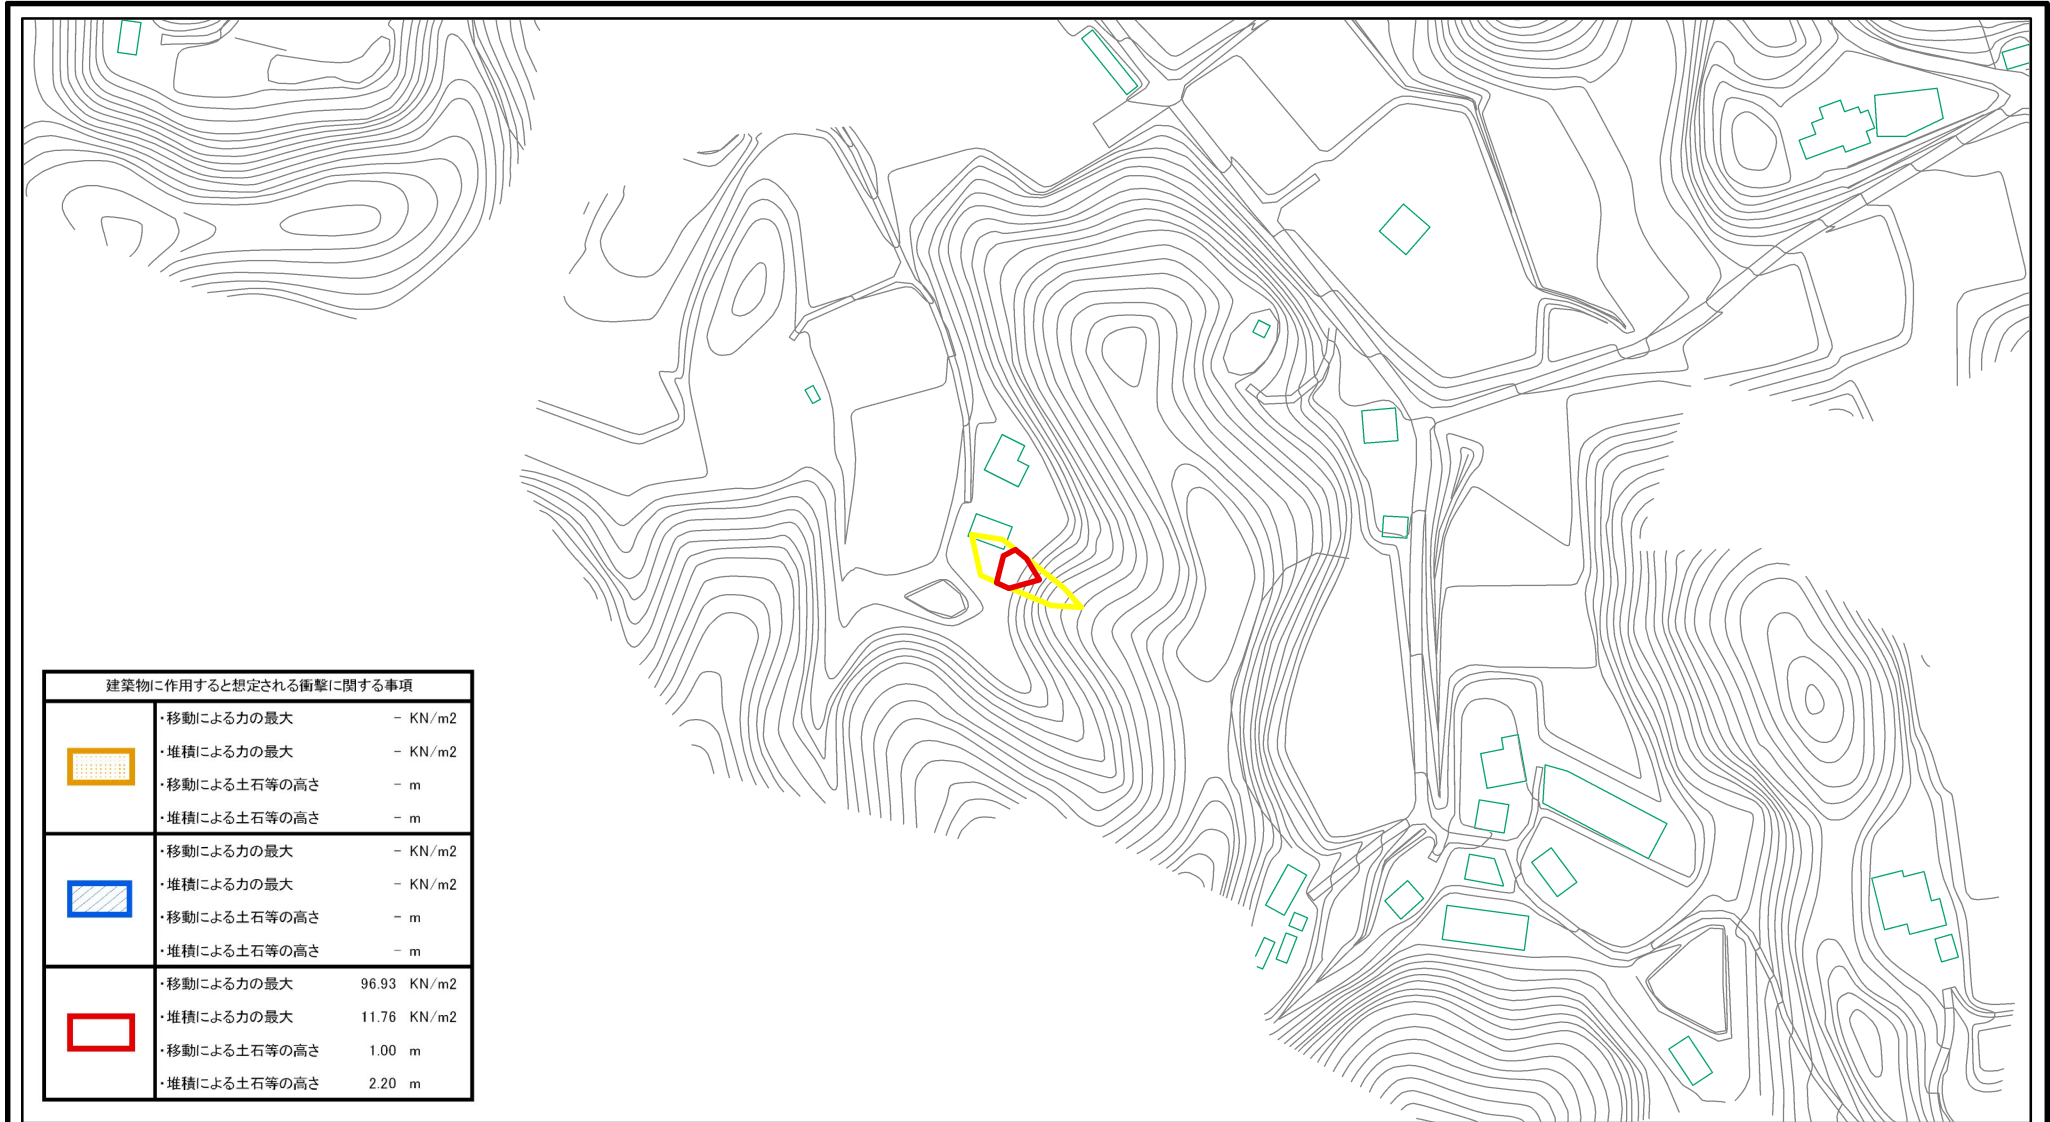 建築物に作用すると想定される衝撃に関する事項
・移動による力の最大 - KN/m2
・堆積による力の最大 - KN/m2
・移動による土石等の高さ - m
・堆積による土石等の高さ - m
・移動による力の最大 - KN/m2
・堆積による力の最大 - KN/m2
・移動による土石等の高さ - m
・堆積による土石等の高さ - m
・移動による力の最大 96.93 KN/m2
・堆積による力の最大 11.76 KN/m2
・移動による土石等の高さ 1.00 m
・堆積による土石等の高さ 2.20 m